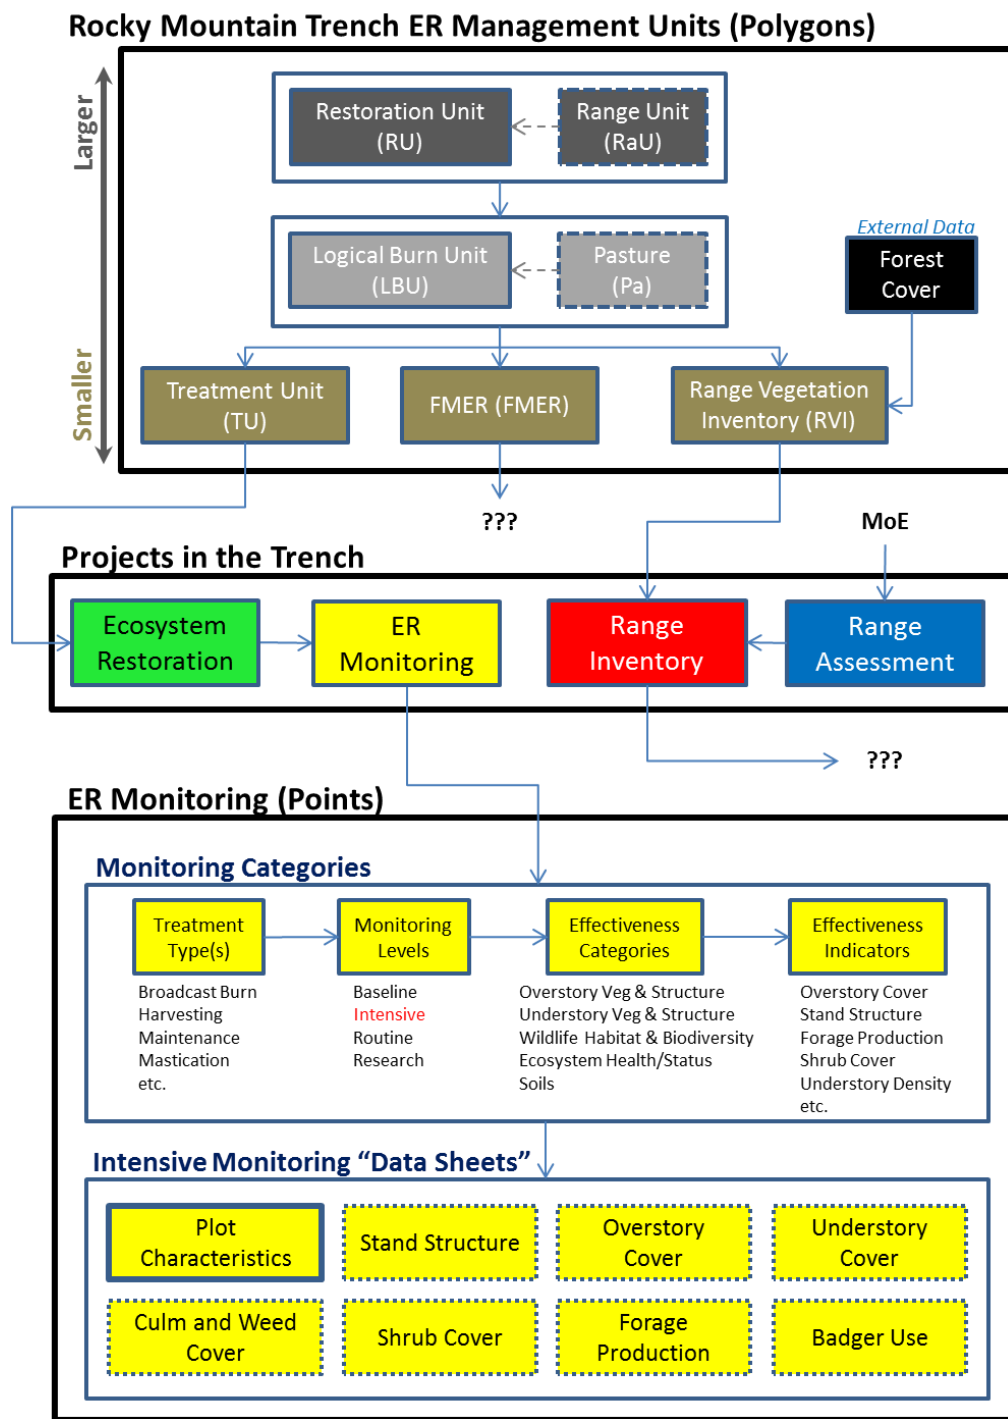 Rocky Mountain Trench ER Management Units (Polygons)
Larger
Smaller
Restoration Unit
(RU)
Range Unit
(RaU)
Logical Burn Unit
(LBU)
Pasture
(Pa)
External Data
Forest
Cover
Treatment Unit
(TU)
FMER (FMER)
Range Vegetation
Inventory (RVI)
???
MoE
Projects in the Trench
Ecosystem
Restoration
ER
Monitoring
Range
Inventory
Range
Assessment
???
ER Monitoring (Points)
Monitoring Categories
Treatment
Type(s)
Monitoring
Levels
Effectiveness
Categories
Effectiveness
Indicators
Broadcast Burn
Harvesting
Maintenance
Mastication
etc.
Baseline
Intensive
Routine
Research
Overstory Veg & Structure
Understory Veg & Structure
Wildlife Habitat & Biodiversity
Ecosystem Health/Status
Soils
Overstory Cover
Stand Structure
Forage Production
Shrub Cover
Understory Density
etc.
Intensive Monitoring “Data Sheets”
Plot
Characteristics
Stand Structure
Overstory
Cover
Understory
Cover
Culm and Weed
Cover
Shrub Cover
Forage
Production
Badger Use